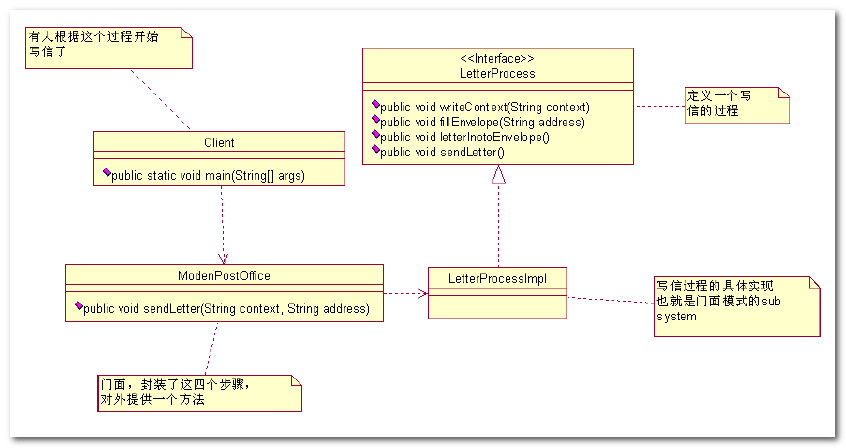 有人根据这个过程开始
写信了
<<Interface>>
LetterProcess
public void writeContext(String context)
public void fillEnvelope(String address)
public void letterInotoEnvelope()
public void sendLetter()
定义一个写
信的过程
Client
public static void main(String[] args)
ModenPostOffice
public void sendLetter(String context, String address)
LetterProcessImpl
写信过程的具体实现
也就是门面模式的sub
system
门面，封装了这四个步骤，
对外提供一个方法